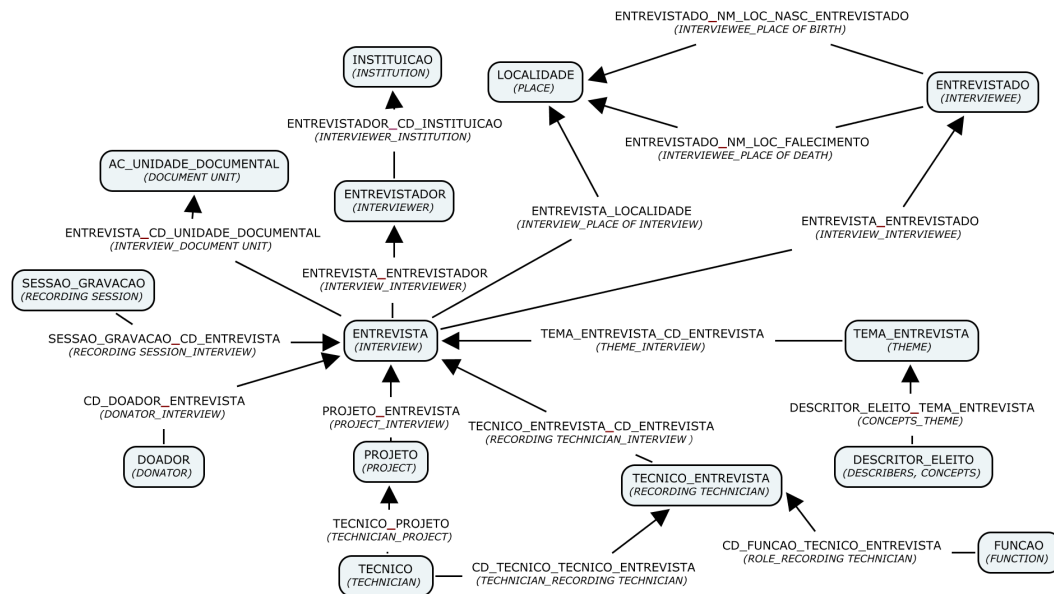 ENTREVISTADO_NM_LOC_NASC_ENTREVISTADO
(INTERVIEWEE_PLACE OF BIRTH)
INSTITUICAO
(INSTITUTION)
LOCALIDADE
(PLACE)
ENTREVISTADO
(INTERVIEWEE)
ENTREVISTADOR_CD_INSTITUICAO
(INTERVIEWER_INSTITUTION)
ENTREVISTADO_NM_LOC_FALECIMENTO
(INTERVIEWEE_PLACE OF DEATH)
AC_UNIDADE_DOCUMENTAL
(DOCUMENT UNIT)
ENTREVISTADOR
(INTERVIEWER)
ENTREVISTA_LOCALIDADE
(INTERVIEW_PLACE OF INTERVIEW)
ENTREVISTA_ENTREVISTADO
(INTERVIEW_INTERVIEWEE)
ENTREVISTA_CD_UNIDADE_DOCUMENTAL
(INTERVIEW_DOCUMENT UNIT)
ENTREVISTA_ENTREVISTADOR
(INTERVIEW_INTERVIEWER)
SESSAO_GRAVACAO
(RECORDING SESSION)
SESSAO_GRAVACAO_CD_ENTREVISTA
(RECORDING SESSION_INTERVIEW)
ENTREVISTA
(INTERVIEW)
TEMA_ENTREVISTA_CD_ENTREVISTA
(THEME_INTERVIEW)
TEMA_ENTREVISTA
(THEME)
CD_DOADOR_ENTREVISTA
(DONATOR_INTERVIEW)
PROJETO_ENTREVISTA
(PROJECT_INTERVIEW)
TECNICO_ENTREVISTA_CD_ENTREVISTA
(RECORDING TECHNICIAN_INTERVIEW )
DESCRITOR_ELEITO_TEMA_ENTREVISTA
(CONCEPTS_THEME)
DOADOR
(DONATOR)
PROJETO
(PROJECT)
TECNICO_ENTREVISTA
(RECORDING TECHNICIAN)
DESCRITOR_ELEITO
(DESCRIBERS, CONCEPTS)
TECNICO_PROJETO
(TECHNICIAN_PROJECT)
CD_FUNCAO_TECNICO_ENTREVISTA
(ROLE_RECORDING TECHNICIAN)
FUNCAO
(FUNCTION)
TECNICO
(TECHNICIAN)
CD_TECNICO_TECNICO_ENTREVISTA
(TECHNICIAN_RECORDING TECHNICIAN)